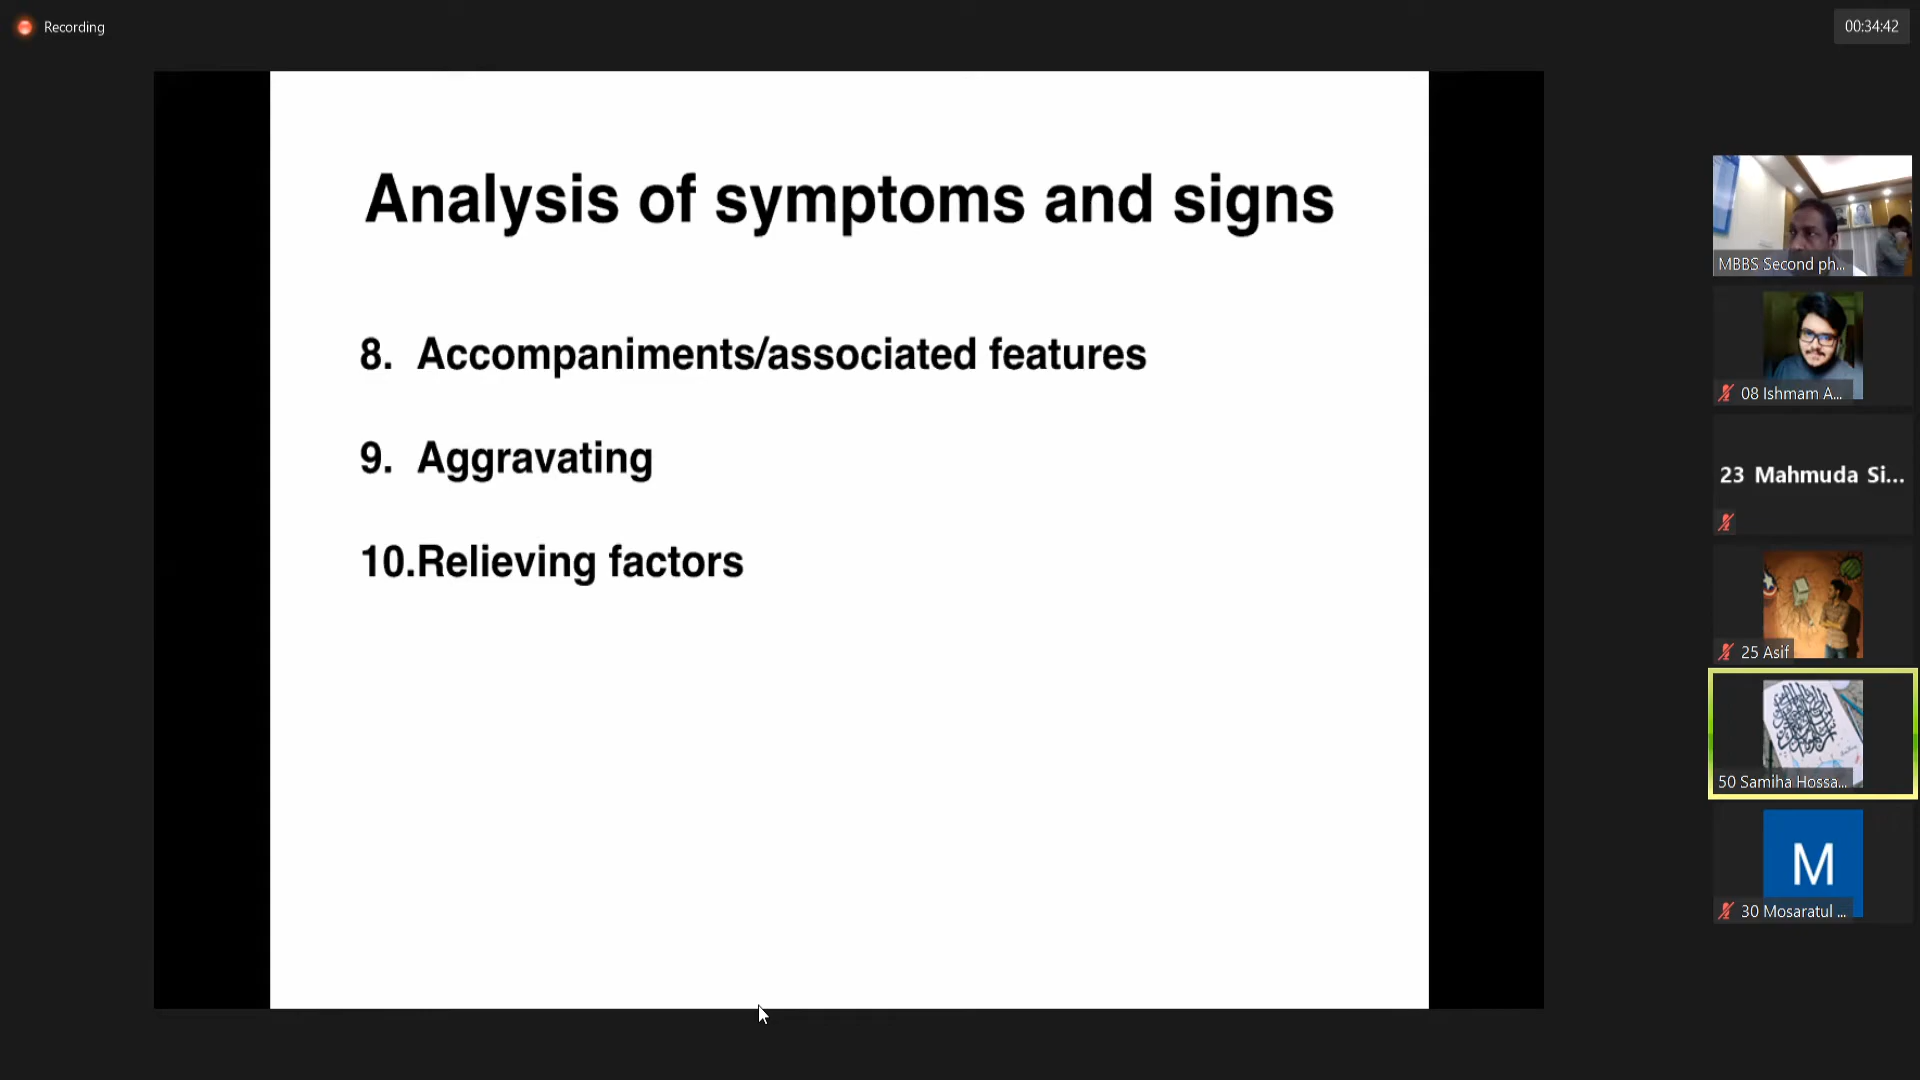 Recording
00:34:42
Analysis of symptoms and signs
8. Accompaniments/associated features
9. Aggravating
10.Relieving factors
MBBS Second ph...
08 Ishmam A...
23 Mahmuda Si...
25 Asif
50 Samiha Hossa...
M
30 Mosaratul ...